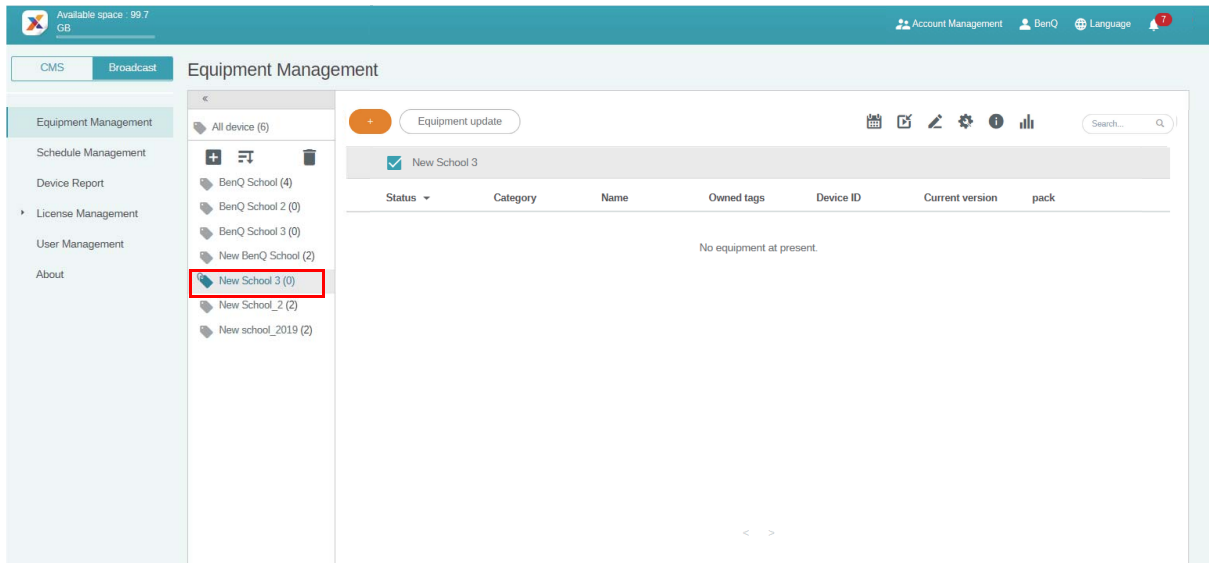 Available space : 99.7
GB
Account Management
BenQ
Language
7
CMS
Broadcast
Equipment Management
«
Equipment Management
All device (6)
+
Equipment update
Search...
Schedule Management
New School 3
Device Report
BenQ School (4)
Status
Category
Name
Owned tags
Device ID
Current version
pack
BenQ School 2 (0)
License Management
BenQ School 3 (0)
User Management
No equipment at present.
New BenQ School (2)
About
New School 3 (0)
New School_2 (2)
New school_2019 (2)
< >